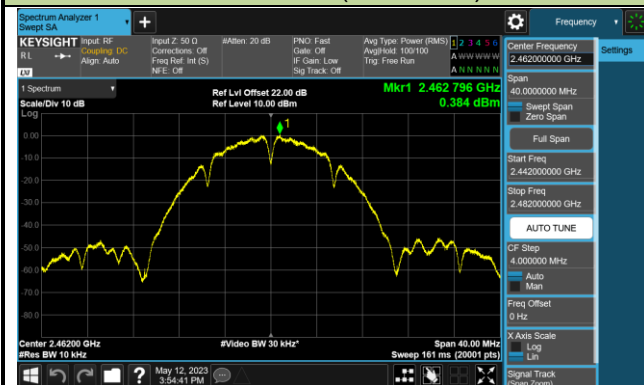 Spectrum Analyzer 1
Swept SA
Frequency
KEYSIGHT
Input: RF
Coupling: DC
Align: Auto
Input Z: 50 Ω
Corrections: Off
Freq Ref: Int (S)
NFE: Off
#Atten: 20 dB
PNO: Fast
Gate: Off
IF Gain: Low
Sig Track: Off
Avg Type: Power (RMS)
Avg|Hold: 100/100
Trig: Free Run
1 2 3 4 5 6
A W W W W W
A N N N N N
R L
LXI
Center Frequency
2.462000000 GHz
Settings
Span
40.0000000 MHz
Swept Span
Zero Span
Full Span
Start Freq
2.442000000 GHz
Stop Freq
2.482000000 GHz
AUTO TUNE
CF Step
4.000000 MHz
Auto
Man
Freq Offset
0 Hz
X Axis Scale
Log
Lin
Signal Track
(Span Zoom)
1 Spectrum
Scale/Div 10 dB
Log
Ref Lvl Offset 22.00 dB
Ref Level 10.00 dBm
Mkr1 2.462 796 GHz
0.384 dBm
1
0.00
-10.0
-20.0
-30.0
-40.0
-50.0
-60.0
-70.0
-80.0
Center 2.46200 GHz
#Res BW 10 kHz
#Video BW 30 kHz*
Span 40.00 MHz
Sweep 161 ms (20001 pts)
?
May 12, 2023
3:54:41 PM